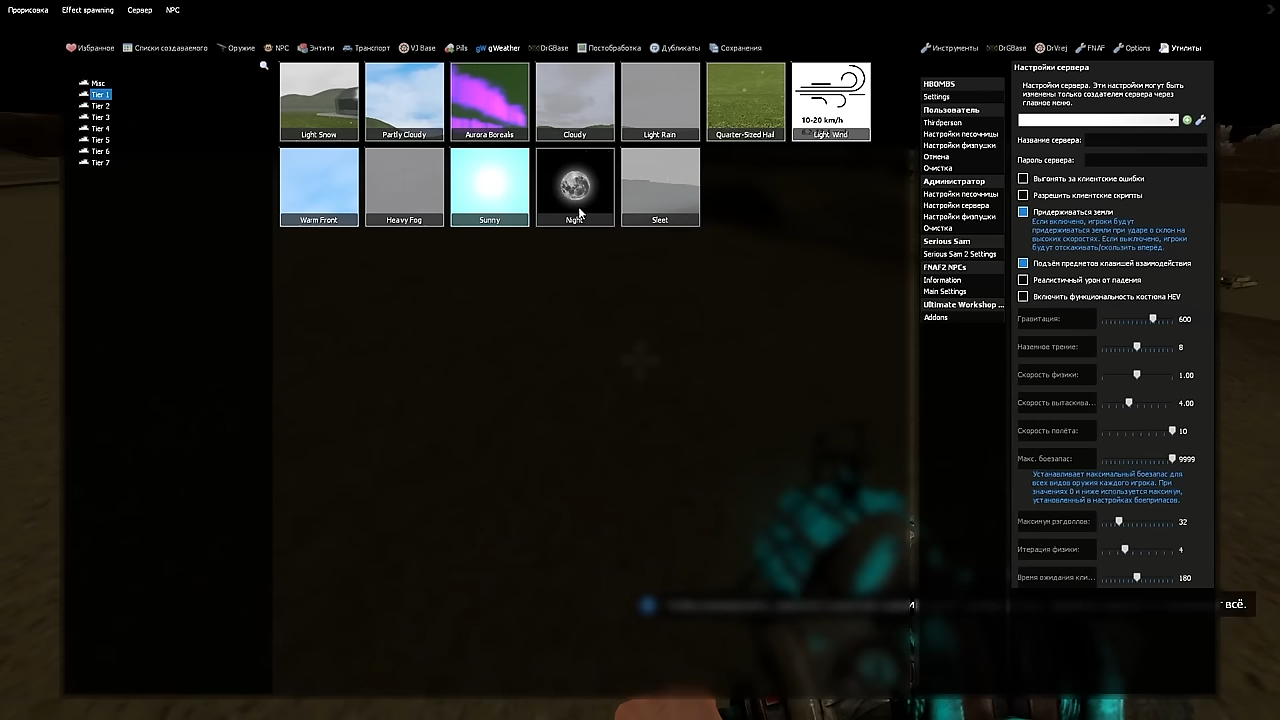 Прорисовка
Effect spawning
Сервер
NPC
Избранное
Списки создаваемого
Оружие
NPC
Энтити
Транспорт
VJ Base
Pills
gW gWeather
DrGBase
Постобработка
Дубликаты
Сохранения
Инструменты
DrGBase
DrVrej
FNAF
Options
Утилиты
Misc
Tier 1
Tier 2
Tier 3
Tier 4
Tier 5
Tier 6
Tier 7
Light Snow
Partly Cloudy
Aurora Borealis
Cloudy
Light Rain
Quarter-Sized Hail
10-20 km/h
Light Wind
Warm Front
Heavy Fog
Sunny
Night
Sleet
HBOMBS
Settings
Пользователь
Thirdperson
Настройки песочницы
Настройки физпушки
Отмена
Очистка
Администратор
Настройки песочницы
Настройки сервера
Настройки физпушки
Очистка
Serious Sam
Serious Sam 2 Settings
FNAF2 NPCs
Information
Main Settings
Ultimate Workshop ...
Addons
Настройки сервера
Настройки сервера. Эти настройки могут быть
изменены только создателем сервера через
главное меню.
Название сервера:
Пароль сервера:
Выгонять за клиентские ошибки
Разрешить клиентские скрипты
Придерживаться земли
Если включено, игроки будут
придерживаться земли при ударе о склон на
высоких скоростях. Если выключено, игроки
будут отскакивать/скользить вперёд.
Подъём предметов клавишей взаимодействия
Реалистичный урон от падения
Включить функциональность костюма HEV
Гравитация:
600
Наземное трение:
8
Скорость физики:
1.00
Скорость вытаскива...
4.00
Скорость полёта:
10
Макс. боезапас:
9999
Устанавливает максимальный боезапас для
всех видов оружия каждого игрока. При
значениях 0 и ниже используется максимум,
установленный в настройках боеприпасов.
Максимум рэгдоллов:
32
Итерация физики:
4
Время ожидания кли...
180
всё.